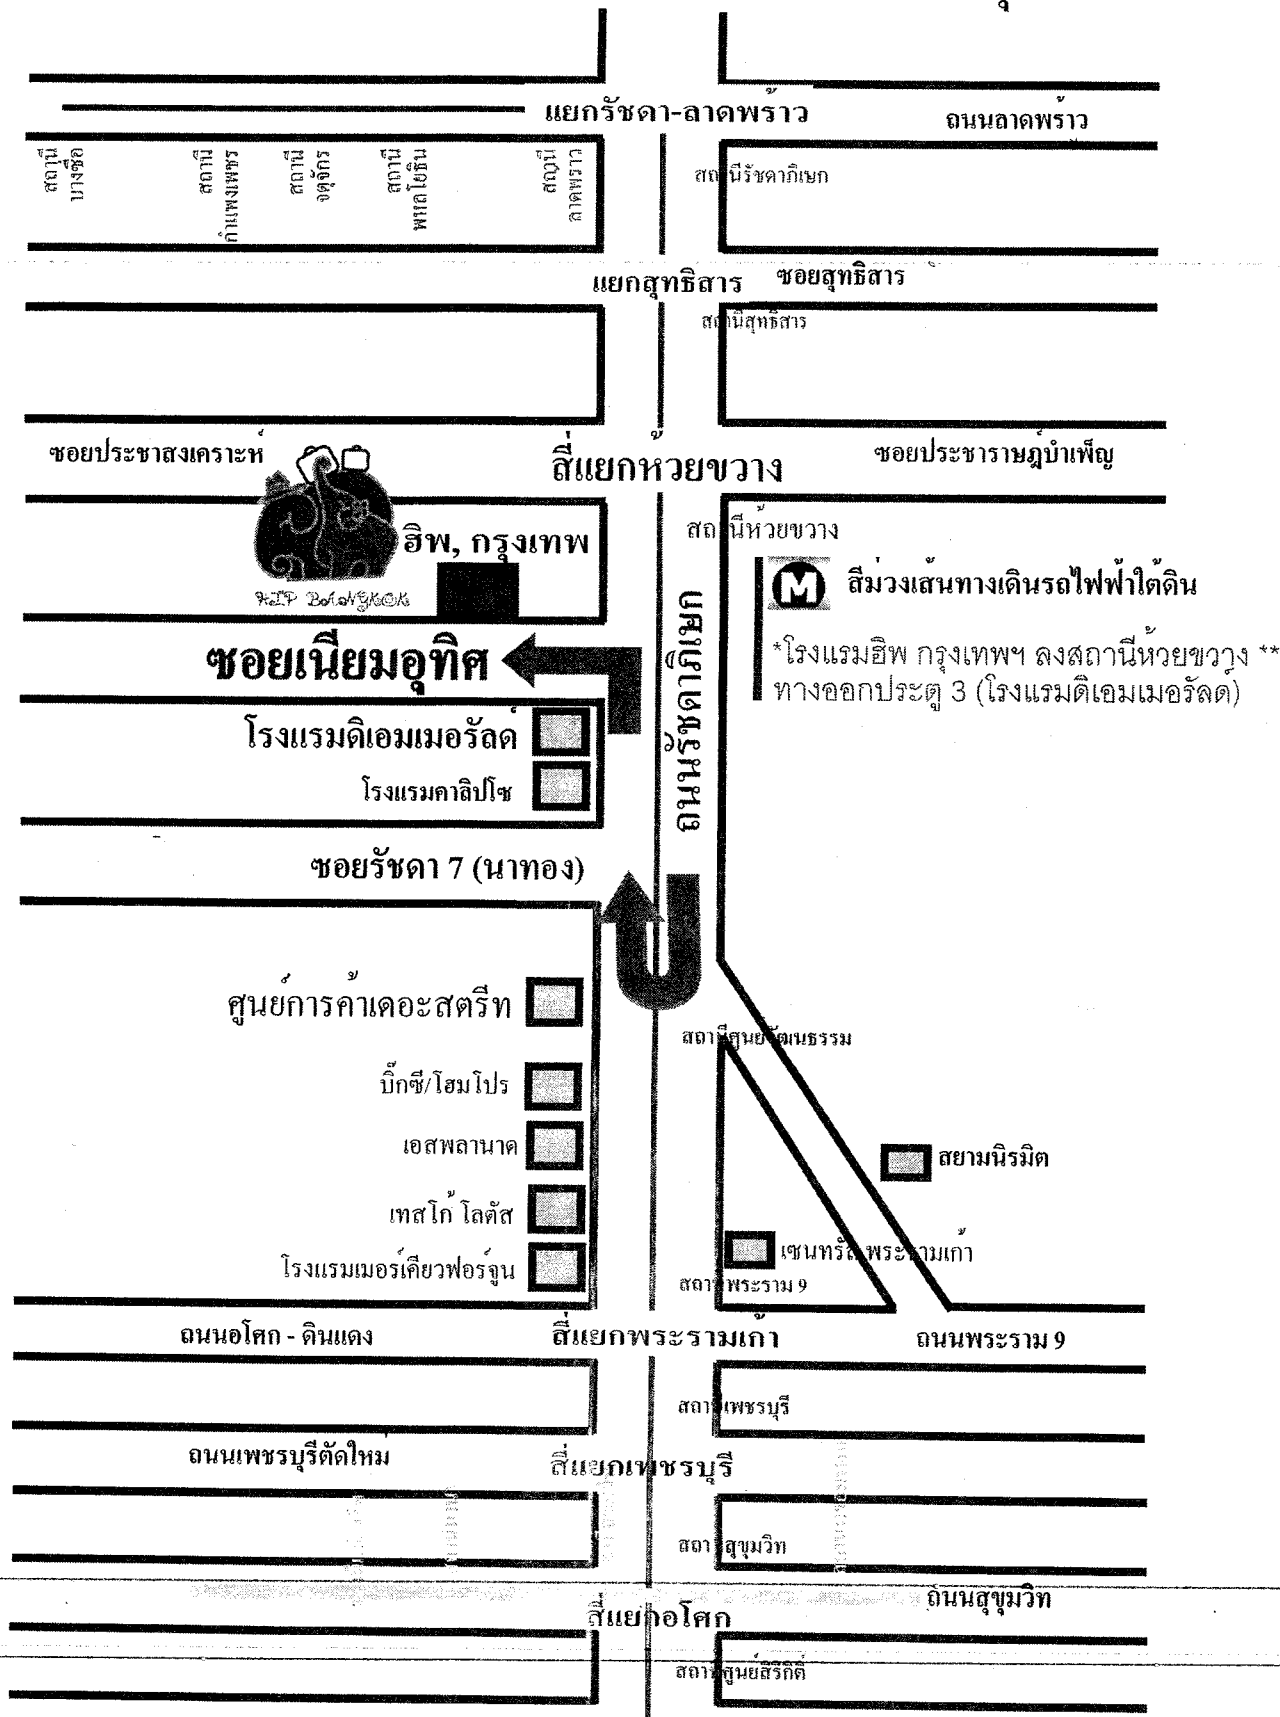 แยกรัชดา-ลาดพร้าว
ถนนลาดพร้าว
สถานี
บางซื่อ
สถานี
กำแพงเพชร
สถานี
จตุจักร
สถานี
พหลโยธิน
สถานี
ลาดพร้าว
สถานีรัชดาภิเษก
แยกสุทธิสาร
ซอยสุทธิสาร
สถานีสุทธิสาร
ซอยประชาสงเคราะห์
สี่แยกห้วยขวาง
ซอยประชาราษฎร์บำเพ็ญ
สถานีห้วยขวาง
ฮิพ, กรุงเทพ
HIP BANGKOK
M
สีม่วงเส้นทางเดินรถไฟฟ้าใต้ดิน
ซอยเนียมอุทิศ
ถนนรัชดาภิเษก
*โรงแรมฮิพ กรุงเทพฯ ลงสถานีห้วยขวาง **
ทางออกประตู 3 (โรงแรมดิเอมเมอรัลด์)
โรงแรมดิเอมเมอรัลด์
โรงแรมคาลิปโซ
ซอยรัชดา 7 (นาทอง)
ศูนย์การค้าเดอะสตรีท
สถานีศูนย์วัฒนธรรม
บิ๊กซี/โฮมโปร
เอสพลานาด
สยามนิรมิต
เทสโก้ โลตัส
เซนทรัล พระรามเก้า
โรงแรมเมอร์เคียวฟอร์จูน
สถานีพระราม 9
ถนนอโศก - ดินแดง
สี่แยกพระรามเก้า
ถนนพระราม 9
สถานีเพชรบุรี
ถนนเพชรบุรีตัดใหม่
สี่แยกเพชรบุรี
สถานีสุขุมวิท
ถนนสุขุมวิท
สี่แยกอโศก
สถานีศูนย์สิริกิติ์